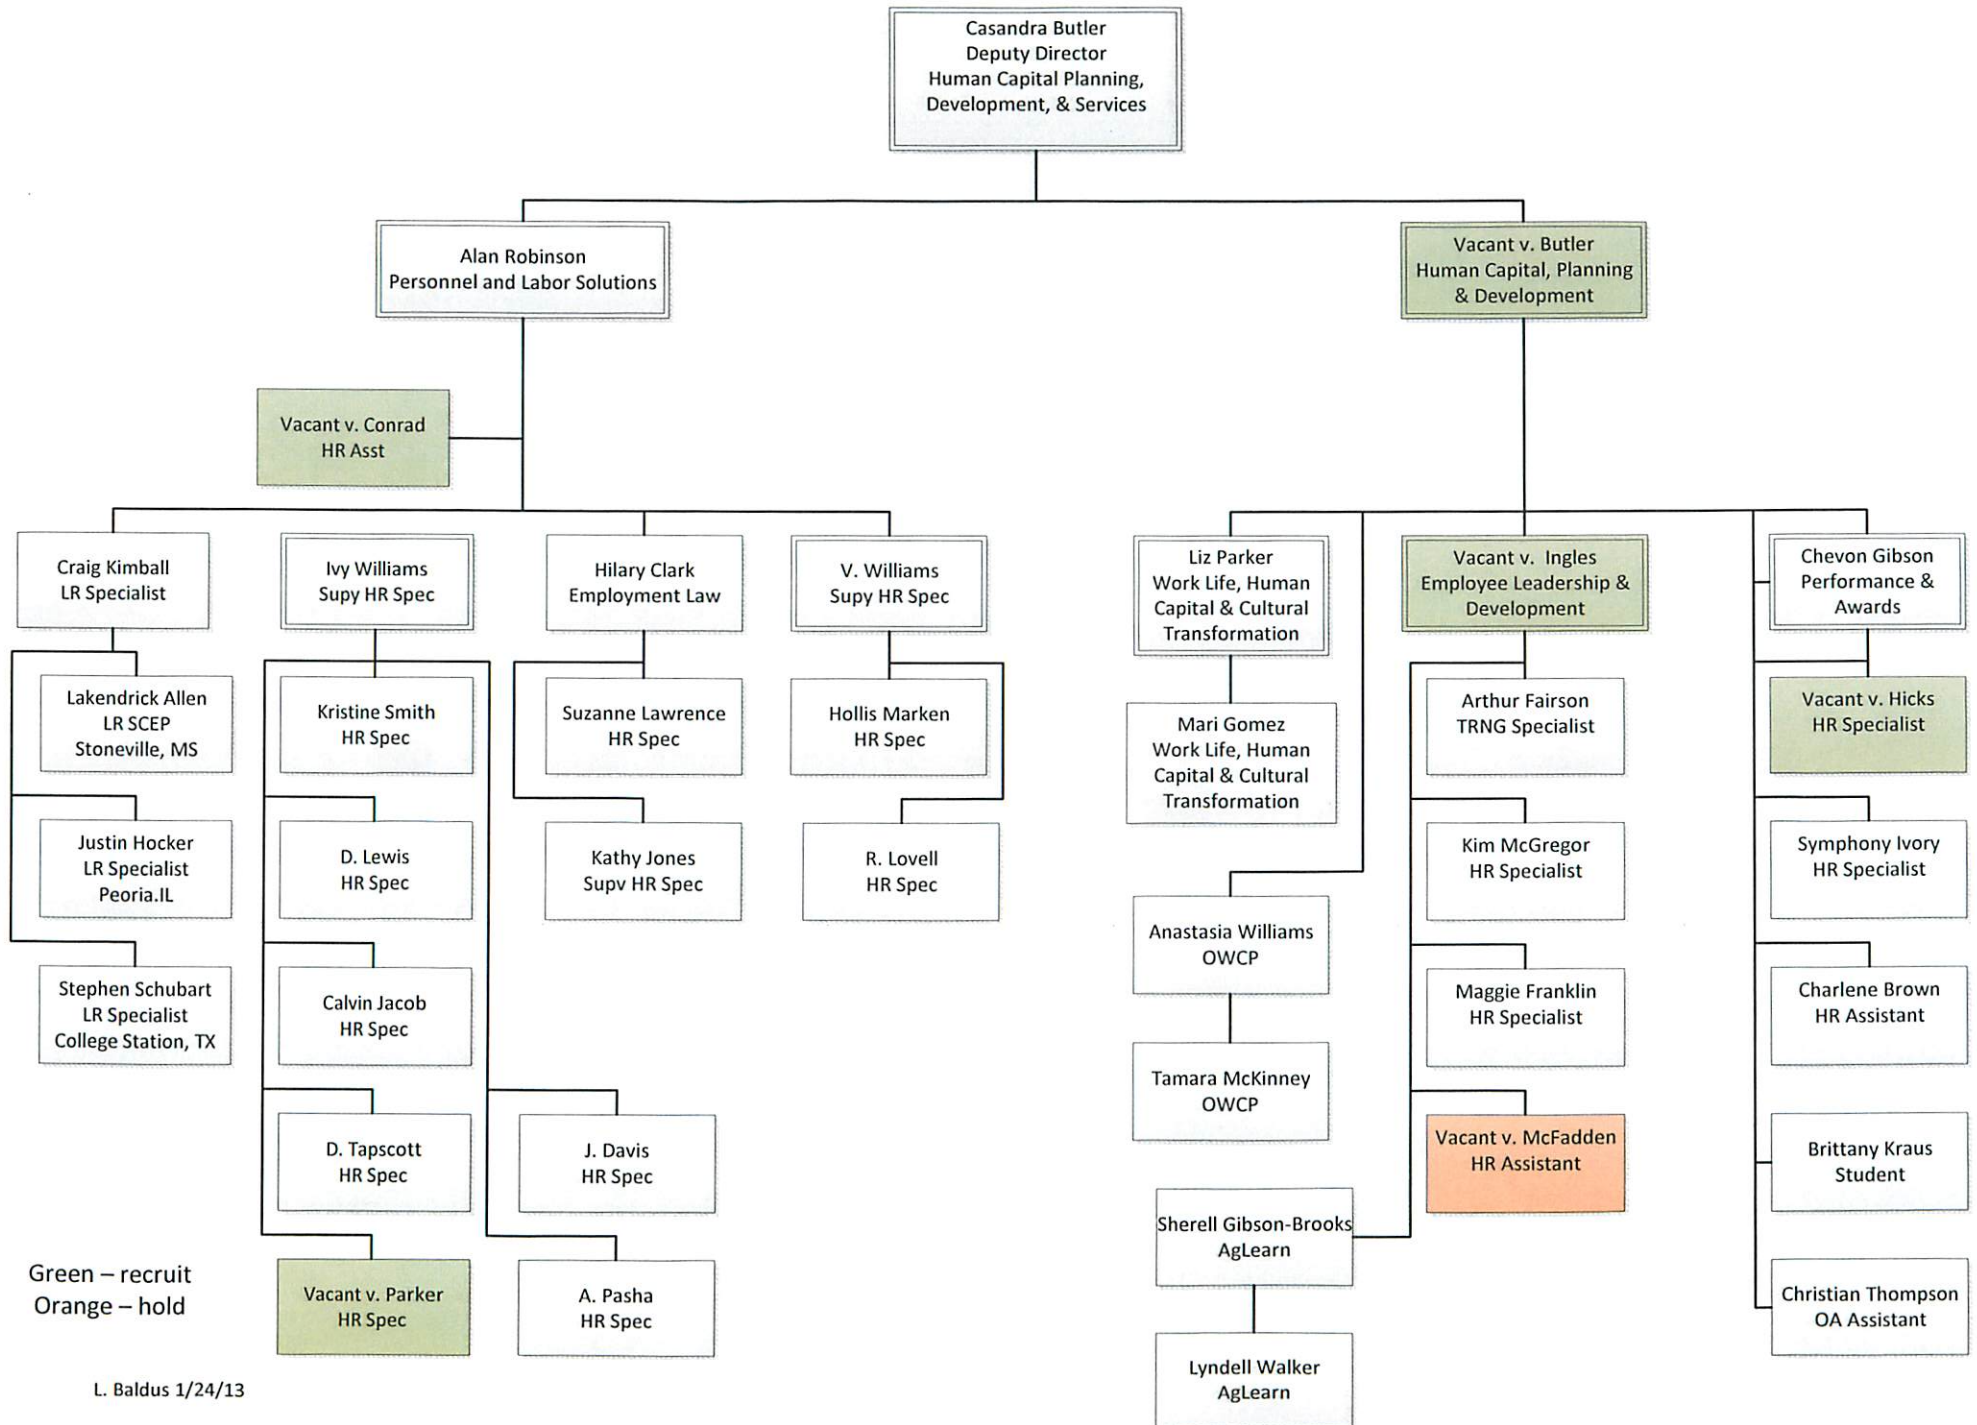 Casandra Butler
Deputy Director
Human Capital Planning,
Development, & Services
Alan Robinson
Personnel and Labor Solutions
Vacant v. Butler
Human Capital, Planning
& Development
Vacant v. Conrad
HR Asst
Craig Kimball
LR Specialist
Ivy Williams
Supy HR Spec
Hilary Clark
Employment Law
V. Williams
Supy HR Spec
Liz Parker
Work Life, Human
Capital & Cultural
Transformation
Vacant v. Ingles
Employee Leadership &
Development
Chevon Gibson
Performance &
Awards
Lakendrick Allen
LR SCEP
Stoneville, MS
Kristine Smith
HR Spec
Suzanne Lawrence
HR Spec
Hollis Marken
HR Spec
Mari Gomez
Work Life, Human
Capital & Cultural
Transformation
Arthur Fairson
TRNG Specialist
Vacant v. Hicks
HR Specialist
Justin Hocker
LR Specialist
Peoria.IL
D. Lewis
HR Spec
Kathy Jones
Supv HR Spec
R. Lovell
HR Spec
Kim McGregor
HR Specialist
Symphony Ivory
HR Specialist
Anastasia Williams
OWCP
Stephen Schubart
LR Specialist
College Station, TX
Calvin Jacob
HR Spec
Maggie Franklin
HR Specialist
Charlene Brown
HR Assistant
Tamara McKinney
OWCP
D. Tapscott
HR Spec
J. Davis
HR Spec
Vacant v. McFadden
HR Assistant
Brittany Kraus
Student
Sherell Gibson-Brooks
AgLearn
Green – recruit
Orange – hold
Vacant v. Parker
HR Spec
A. Pasha
HR Spec
Christian Thompson
OA Assistant
Lyndell Walker
AgLearn
L. Baldus 1/24/13